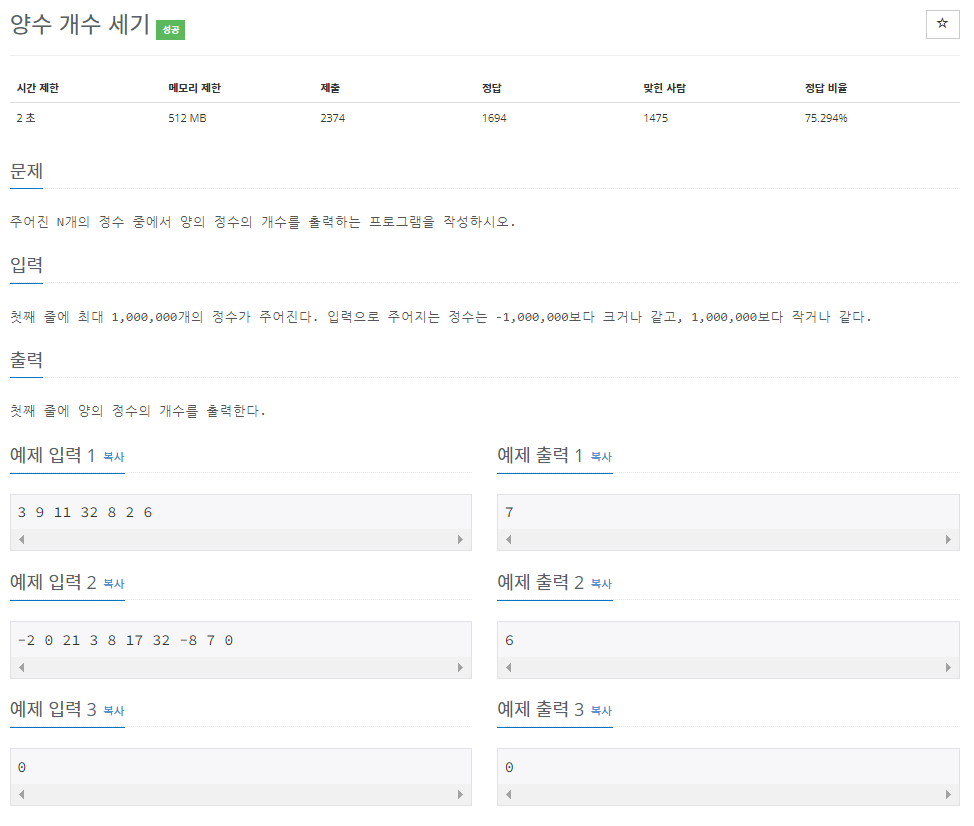 양수 개수 세기 성공
☆
시간 제한 메모리 제한 제출 정답 맞힌 사람 정답 비율
2 초 512 MB 2374 1694 1475 75.294%
문제
주어진 N개의 정수 중에서 양의 정수의 개수를 출력하는 프로그램을 작성하시오.
입력
첫째 줄에 최대 1,000,000개의 정수가 주어진다. 입력으로 주어지는 정수는 -1,000,000보다 크거나 같고, 1,000,000보다 작거나 같다.
출력
첫째 줄에 양의 정수의 개수를 출력한다.
예제 입력 1 복사
3 9 11 32 8 2 6
예제 출력 1 복사
7
예제 입력 2 복사
-2 0 21 3 8 17 32 -8 7 0
예제 출력 2 복사
6
예제 입력 3 복사
0
예제 출력 3 복사
0